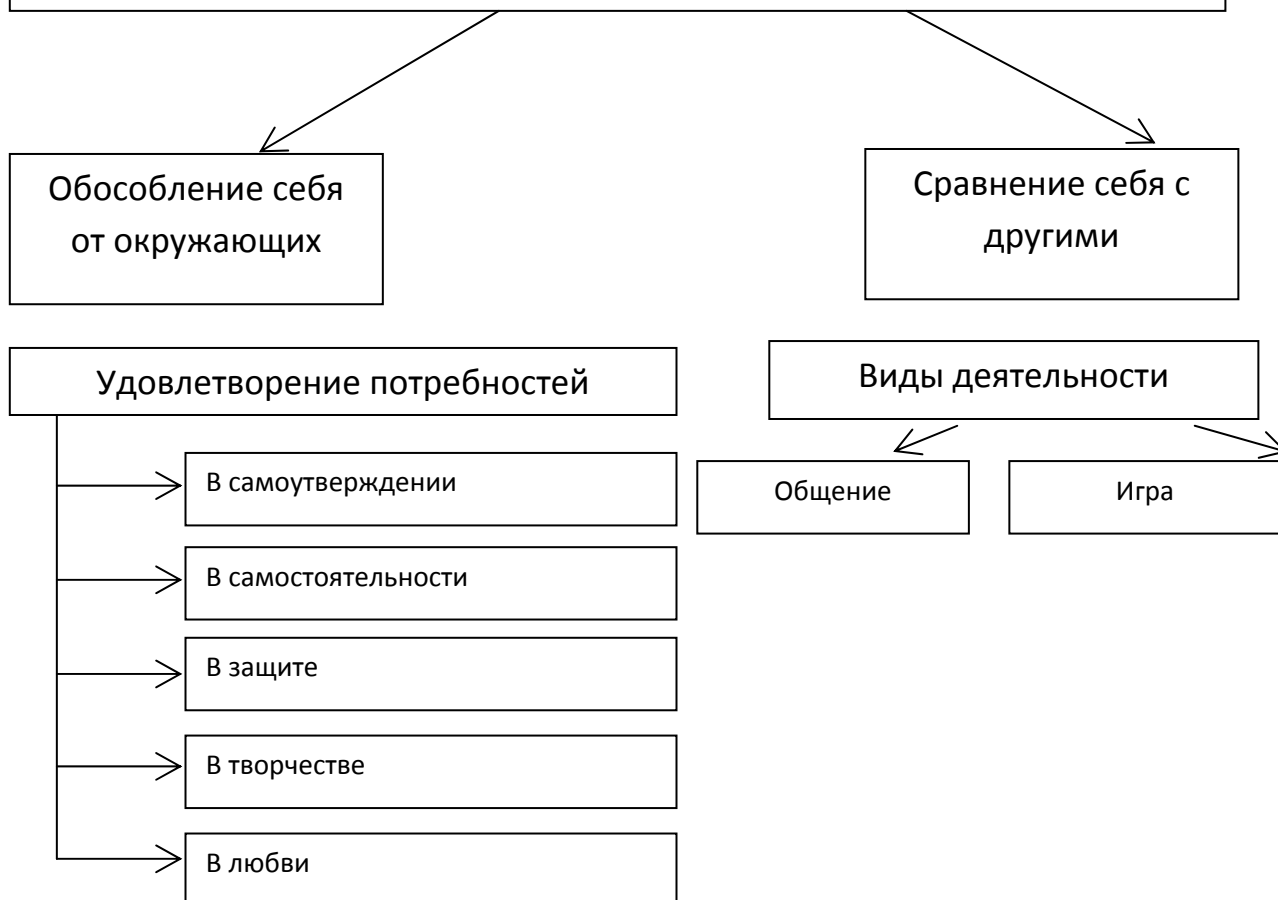 Обособление себя
от окружающих
Сравнение себя с
другими
Удовлетворение потребностей
Виды деятельности
В самоутверждении
Общение
Игра
В самостоятельности
В защите
В творчестве
В любви